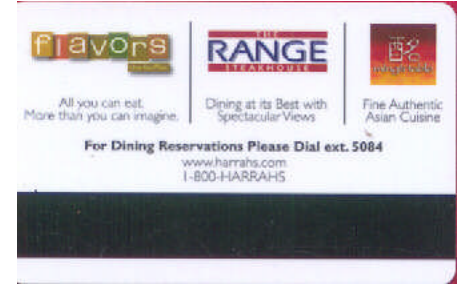 flavors
THE
RANGE
STEAKHOUSE
All you can eat.
More than you can imagine.
Dining at its Best with
Spectacular Views
Fine Authentic
Asian Cuisine
For Dining Reservations Please Dial ext. 5084
www.harrahs.com
1-800-HARRAHS